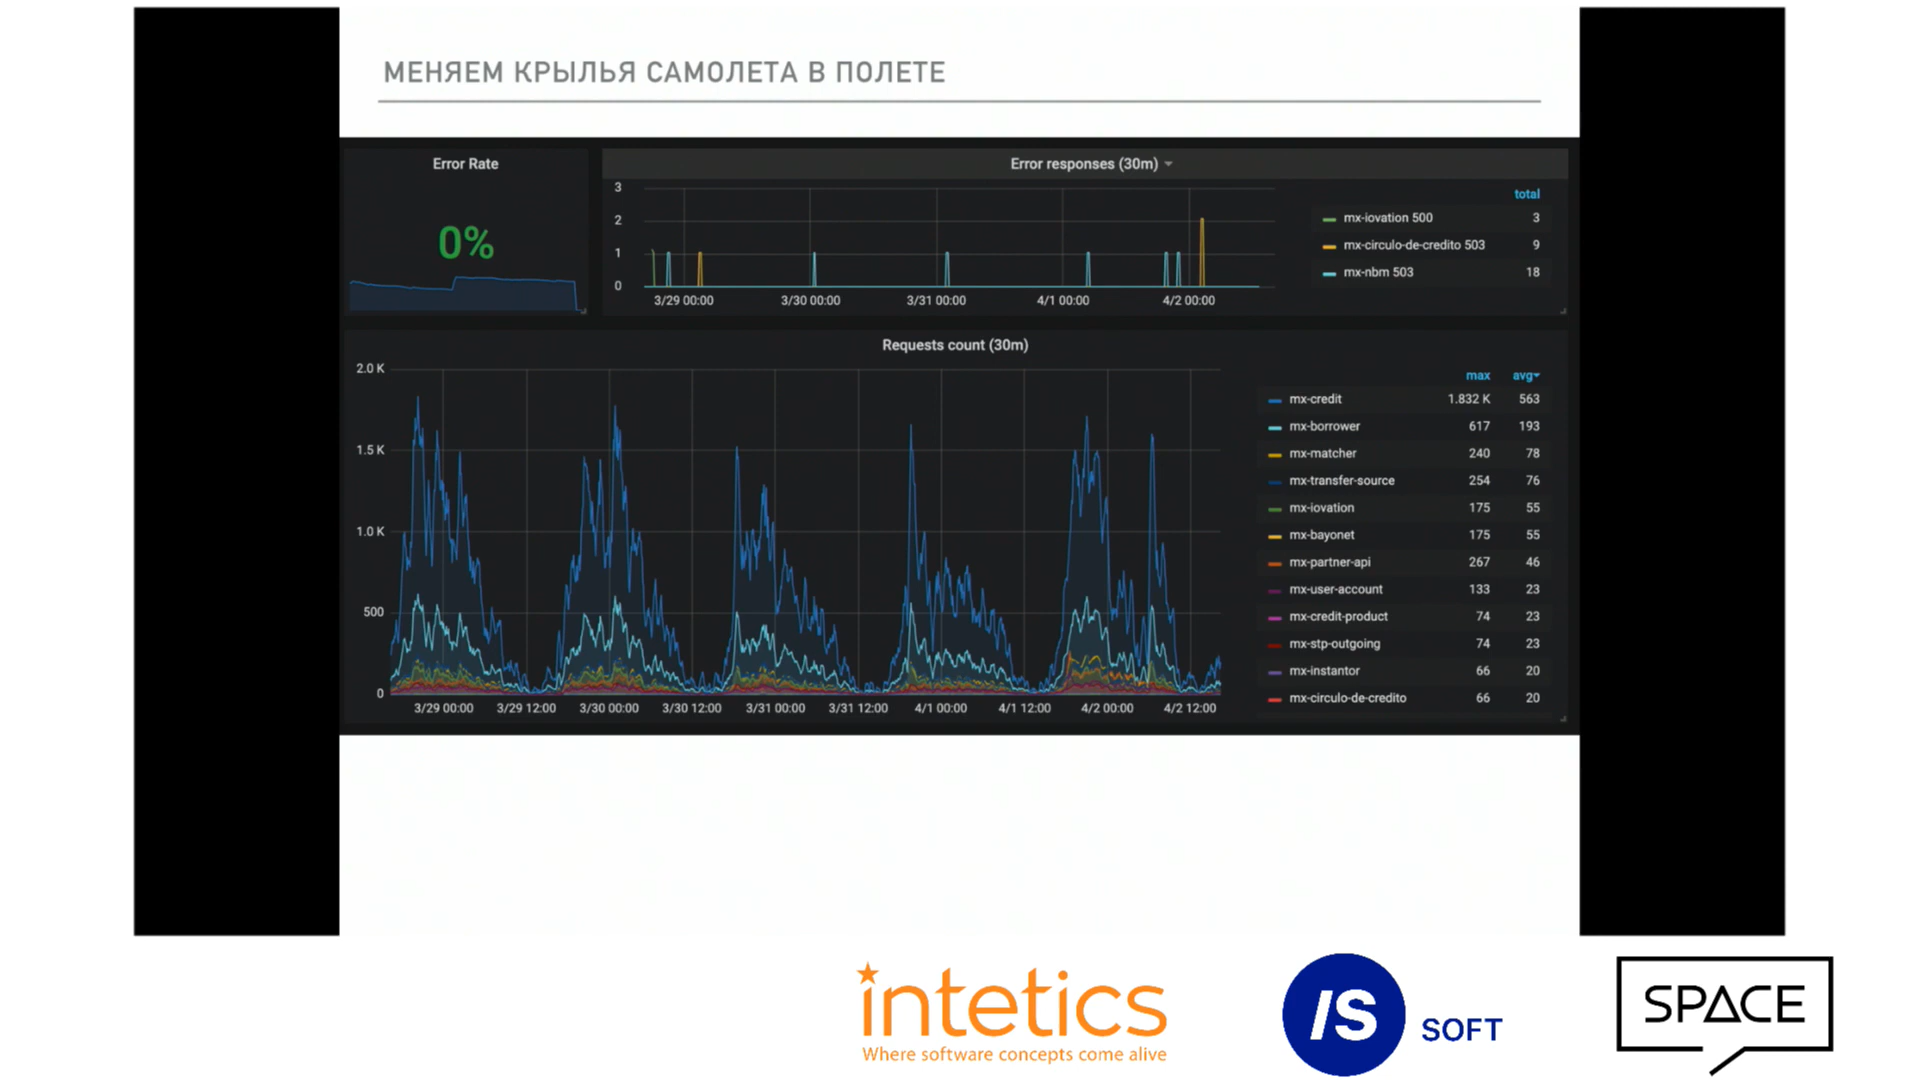 МЕНЯЕМ КРЫЛЬЯ САМОЛЕТА В ПОЛЕТЕ
Error Rate
0%
Error responses (30m)
3
2
1
0
3/29 00:00 3/30 00:00 3/31 00:00 4/1 00:00 4/2 00:00
total
mx-iovation 500 3
mx-circulo-de-credito 503 9
mx-nbm 503 18
Requests count (30m)
2.0 K
1.5 K
1.0 K
500
0
3/29 00:00 3/29 12:00 3/30 00:00 3/30 12:00 3/31 00:00 3/31 12:00 4/1 00:00 4/1 12:00 4/2 00:00 4/2 12:00
max avg
mx-credit 1.832 K 563
mx-borrower 617 193
mx-matcher 240 78
mx-transfer-source 254 76
mx-iovation 175 55
mx-bayonet 175 55
mx-partner-api 267 46
mx-user-account 133 23
mx-credit-product 74 23
mx-stp-outgoing 74 23
mx-instantor 66 20
mx-circulo-de-credito 66 20
intetics
Where software concepts come alive
IS SOFT
SPACE